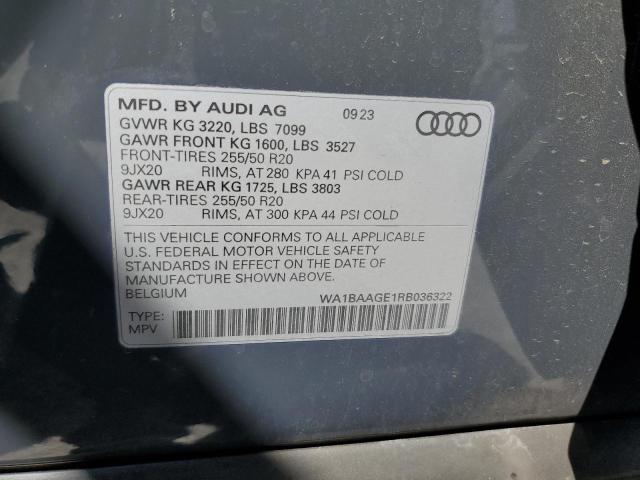 MFD. BY AUDI AG 09 23
GVWR KG 3220, LBS 7099
GAWR FRONT KG 1600, LBS 3527
FRONT-TIRES 255/50 R20
9JX20 RIMS, AT 280 KPA 41 PSI COLD
GAWR REAR KG 1725, LBS 3803
REAR-TIRES 255/50 R20
9JX20 RIMS, AT 300 KPA 44 PSI COLD
THIS VEHICLE CONFORMS TO ALL APPLICABLE
U.S. FEDERAL MOTOR VEHICLE SAFETY
STANDARDS IN EFFECT ON THE DATE OF
MANUFACTURE SHOWN ABOVE.
BELGIUM WA1BAAGE1RB036322
TYPE:
MPV